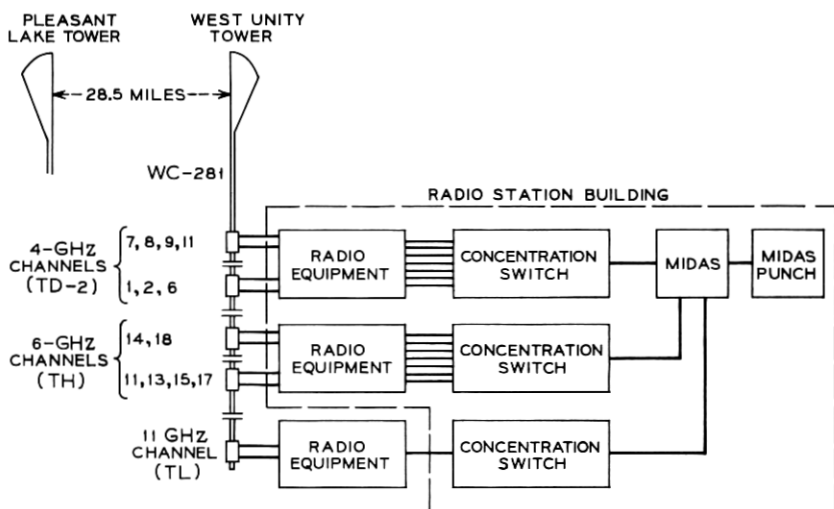 PLEASANT
LAKE TOWER
WEST UNITY
TOWER
28.5 MILES
WC-281
RADIO STATION BUILDING
4-GHz
CHANNELS
(TD-2)
7, 8, 9, 11
1, 2, 6
RADIO
EQUIPMENT
CONCENTRATION
SWITCH
MIDAS
MIDAS
PUNCH
6-GHz
CHANNELS
(TH)
14, 18
11, 13, 15, 17
RADIO
EQUIPMENT
CONCENTRATION
SWITCH
11 GHz
CHANNEL
(TL)
RADIO
EQUIPMENT
CONCENTRATION
SWITCH